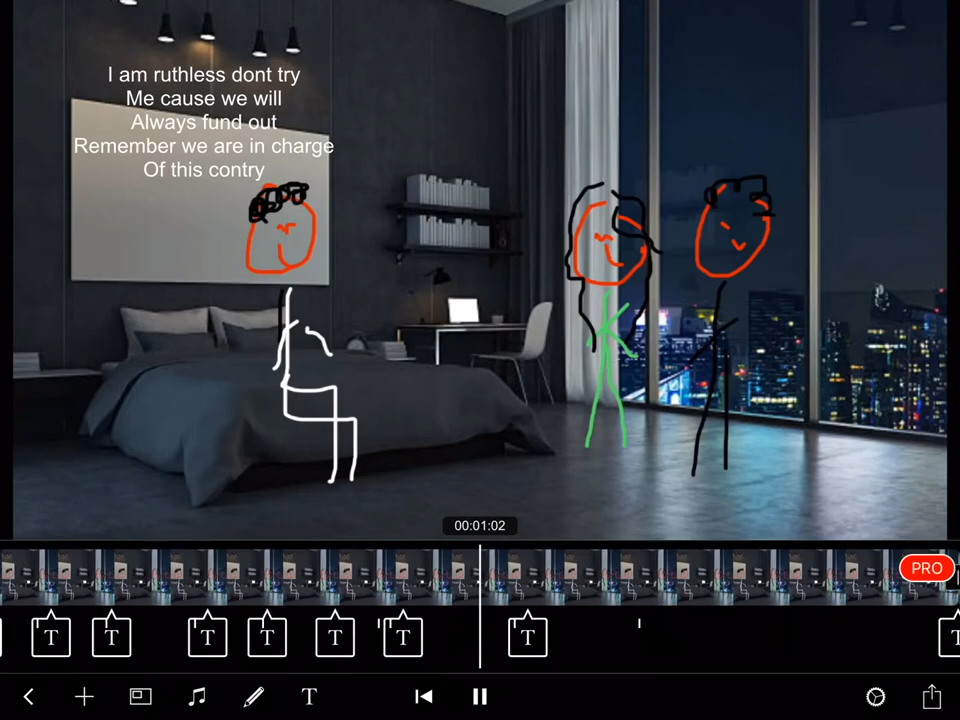 I am ruthless dont try
Me cause we will
Always fund out
Remember we are in charge
Of this contry
00:01:02
PRO
T T T T T T T T
T